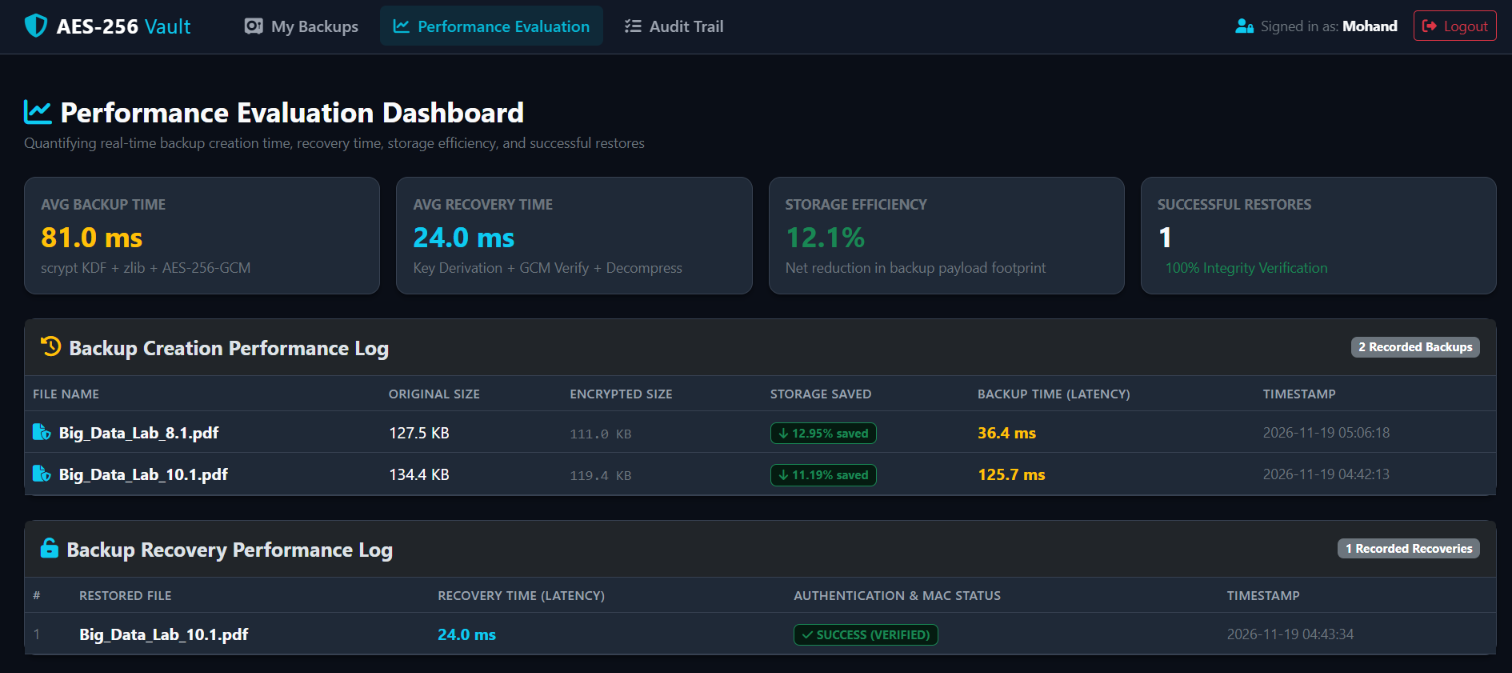 AES-256 Vault My Backups Performance Evaluation Audit Trail Signed in as: Mohand Logout
Performance Evaluation Dashboard
Quantifying real-time backup creation time, recovery time, storage efficiency, and successful restores
AVG BACKUP TIME
81.0 ms
scrypt KDF + zlib + AES-256-GCM
AVG RECOVERY TIME
24.0 ms
Key Derivation + GCM Verify + Decompress
STORAGE EFFICIENCY
12.1%
Net reduction in backup payload footprint
SUCCESSFUL RESTORES
1
100% Integrity Verification
Backup Creation Performance Log 2 Recorded Backups
FILE NAME ORIGINAL SIZE ENCRYPTED SIZE STORAGE SAVED BACKUP TIME (LATENCY) TIMESTAMP
Big_Data_Lab_8.1.pdf 127.5 KB 111.0 KB ↓ 12.95% saved 36.4 ms 2026-11-19 05:06:18
Big_Data_Lab_10.1.pdf 134.4 KB 119.4 KB ↓ 11.19% saved 125.7 ms 2026-11-19 04:42:13
Backup Recovery Performance Log 1 Recorded Recoveries
# RESTORED FILE RECOVERY TIME (LATENCY) AUTHENTICATION & MAC STATUS TIMESTAMP
1 Big_Data_Lab_10.1.pdf 24.0 ms ✓ SUCCESS (VERIFIED) 2026-11-19 04:43:34